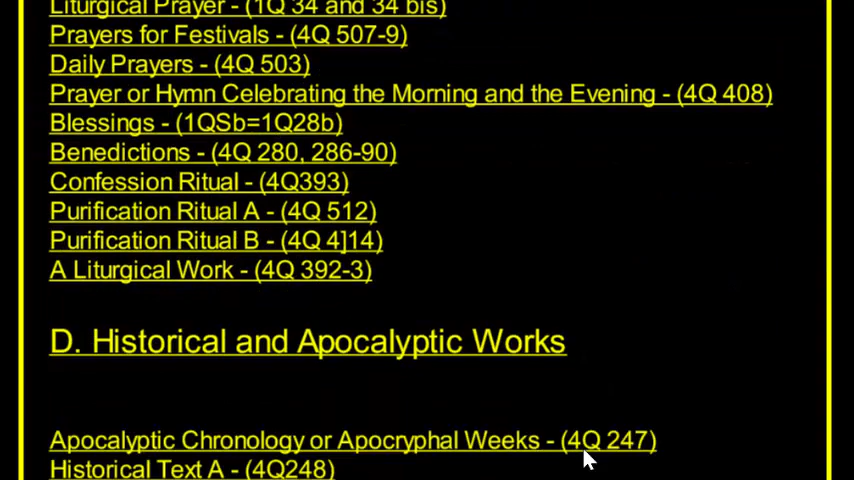 Liturgical Prayer - (1Q 34 and 34 bis)
Prayers for Festivals - (4Q 507-9)
Daily Prayers - (4Q 503)
Prayer or Hymn Celebrating the Morning and the Evening - (4Q 408)
Blessings - (1QSb=1Q28b)
Benedictions - (4Q 280, 286-90)
Confession Ritual - (4Q393)
Purification Ritual A - (4Q 512)
Purification Ritual B - (4Q 4]14)
A Liturgical Work - (4Q 392-3)
D. Historical and Apocalyptic Works
Apocalyptic Chronology or Apocryphal Weeks - (4Q 247)
Historical Text A - (4Q248)